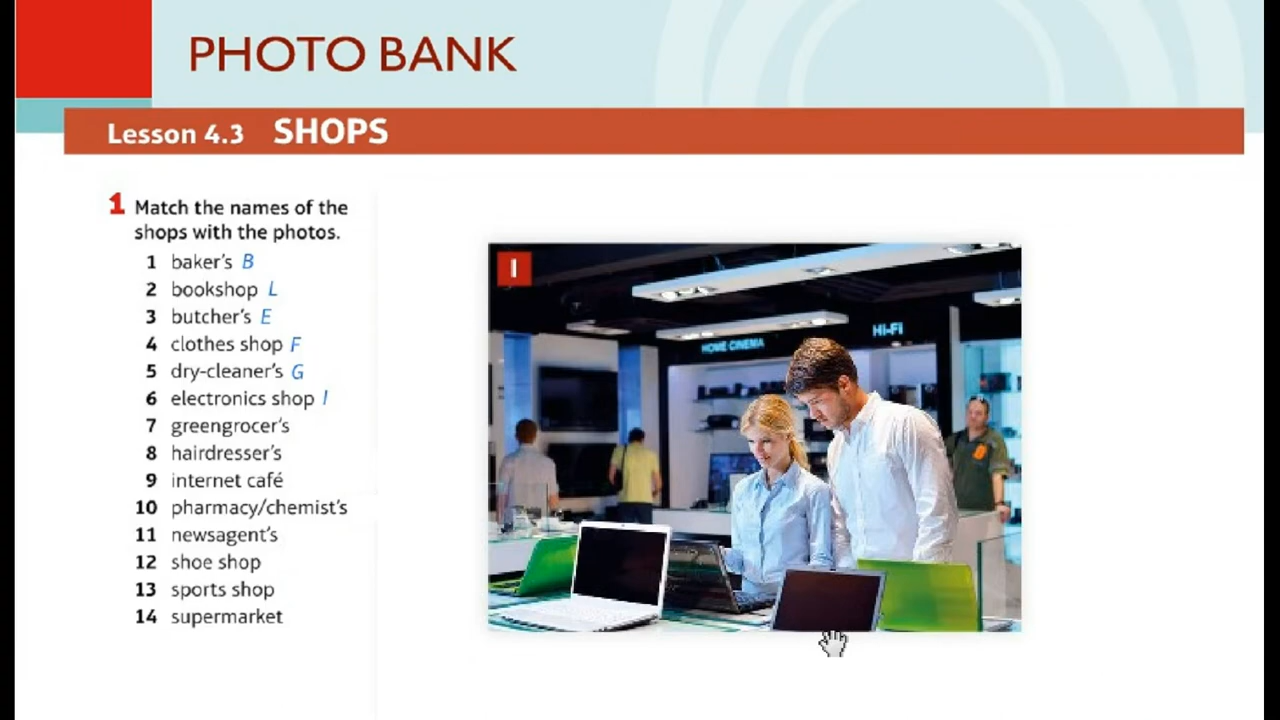 PHOTO BANK
Lesson 4.3 SHOPS
1 Match the names of the
shops with the photos.
1 baker's B
2 bookshop L
3 butcher's E
4 clothes shop F
5 dry-cleaner's G
6 electronics shop I
7 greengrocer's
8 hairdresser's
9 internet café
10 pharmacy/chemist's
11 newsagent's
12 shoe shop
13 sports shop
14 supermarket
I
HOME CINEMA
HI-FI